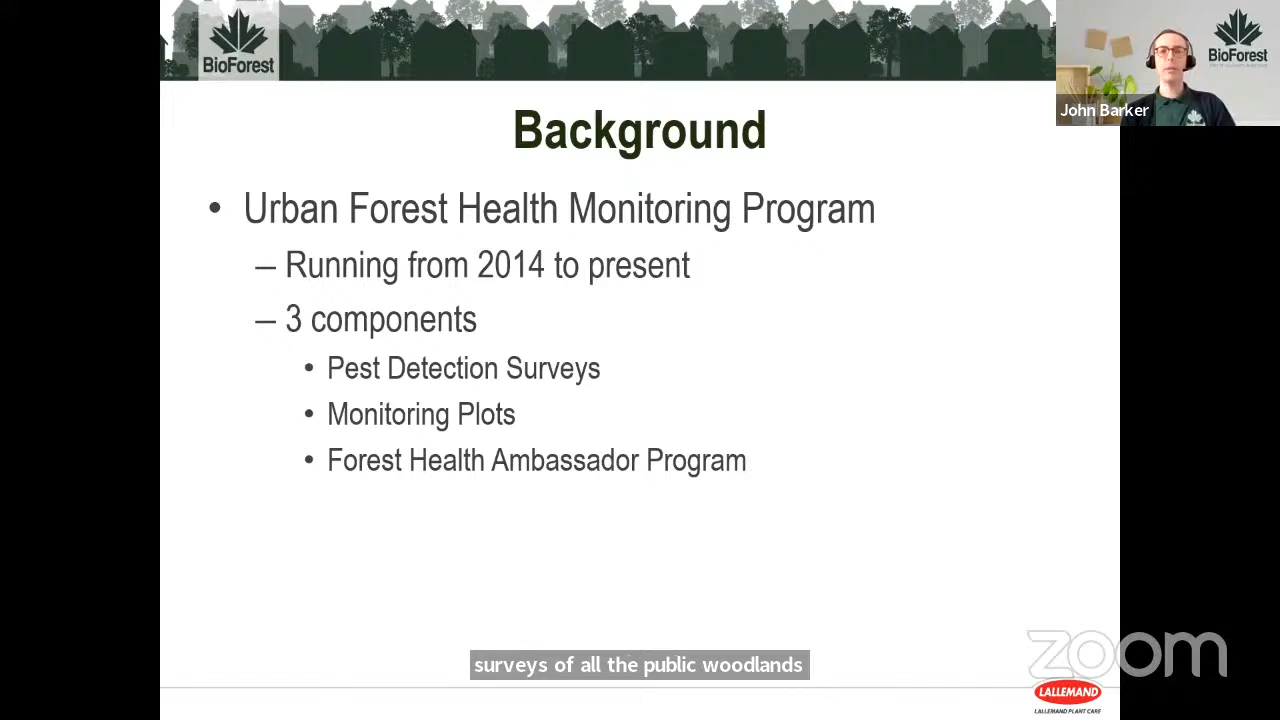 BioForest
BioForest
John Barker
Background
• Urban Forest Health Monitoring Program
– Running from 2014 to present
– 3 components
• Pest Detection Surveys
• Monitoring Plots
• Forest Health Ambassador Program
surveys of all the public woodlands
zoom
LALLEMAND
LALLEMAND PLANT CARE